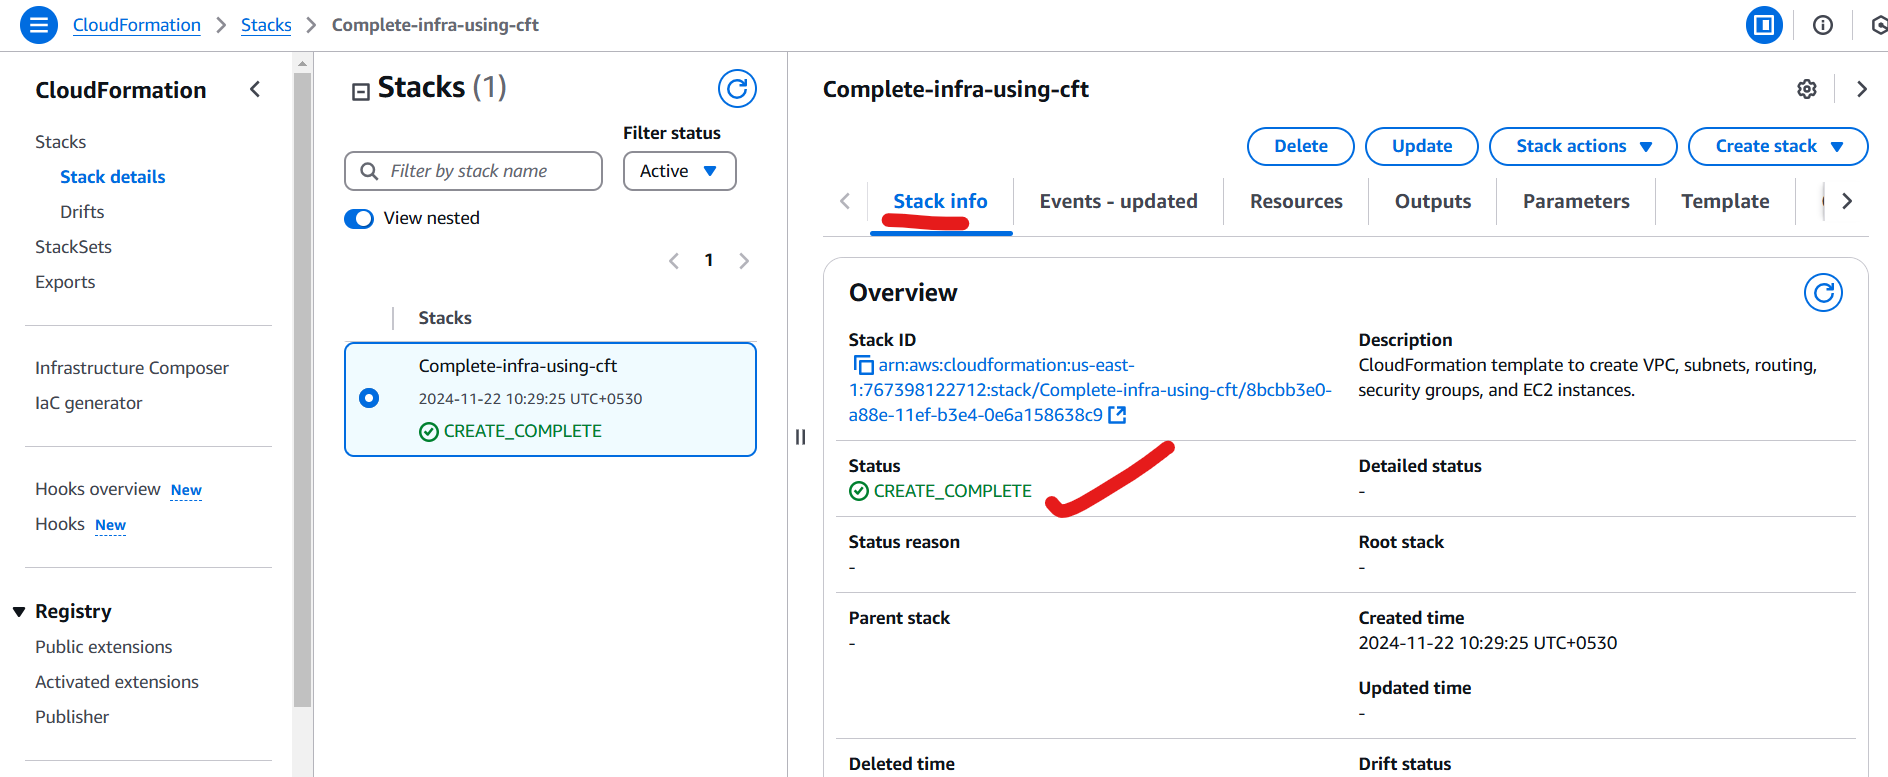 CloudFormation > Stacks > Complete-infra-using-cft
CloudFormation
Stacks
Stack details
Drifts
StackSets
Exports
Infrastructure Composer
IaC generator
Hooks overview New
Hooks New
Registry
Public extensions
Activated extensions
Publisher
Stacks (1)
Filter status
Filter by stack name
Active
View nested
1
Stacks
Complete-infra-using-cft
2024-11-22 10:29:25 UTC+0530
CREATE_COMPLETE
Complete-infra-using-cft
Delete Update Stack actions Create stack
Stack info Events - updated Resources Outputs Parameters Template
Overview
Stack ID
arn:aws:cloudformation:us-east-
1:767398122712:stack/Complete-infra-using-cft/8bcbb3e0-
a88e-11ef-b3e4-0e6a158638c9
Description
CloudFormation template to create VPC, subnets, routing,
security groups, and EC2 instances.
Status
CREATE_COMPLETE
Detailed status
-
Status reason
-
Root stack
-
Parent stack
-
Created time
2024-11-22 10:29:25 UTC+0530
Updated time
-
Deleted time
Drift status